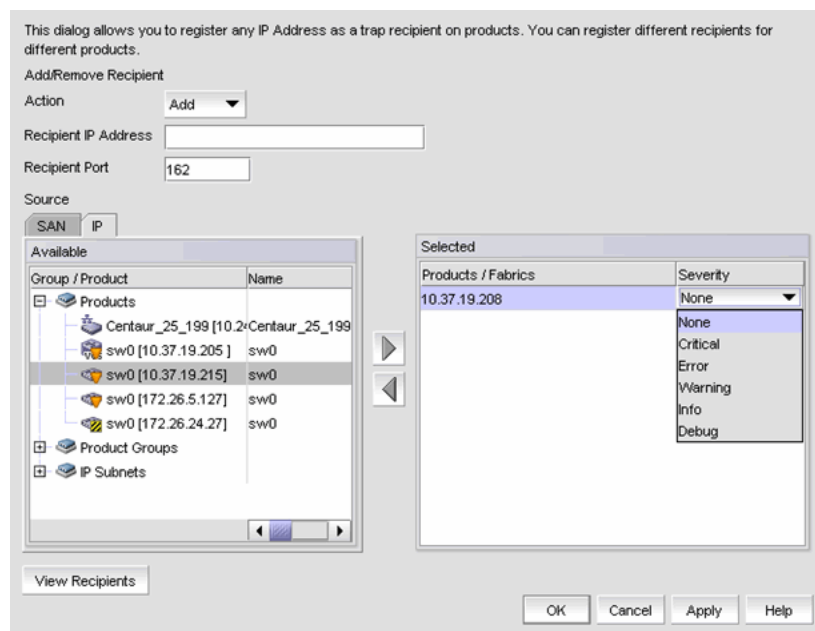 This dialog allows you to register any IP Address as a trap recipient on products. You can register different recipients for
different products.
Add/Remove Recipient
Action
Add
Recipient IP Address
Recipient Port
162
Source
SAN
IP
Available
Group / Product
Name
Products
Centaur_25_199 [10.24
Centaur_25_199
sw0 [10.37.19.205 ]
sw0
sw0 [10.37.19.215]
sw0
sw0 [172.26.5.127]
sw0
sw0 [172.26.24.27]
sw0
Product Groups
IP Subnets
Selected
Products / Fabrics
Severity
10.37.19.208
None
None
Critical
Error
Warning
Info
Debug
View Recipients
OK
Cancel
Apply
Help